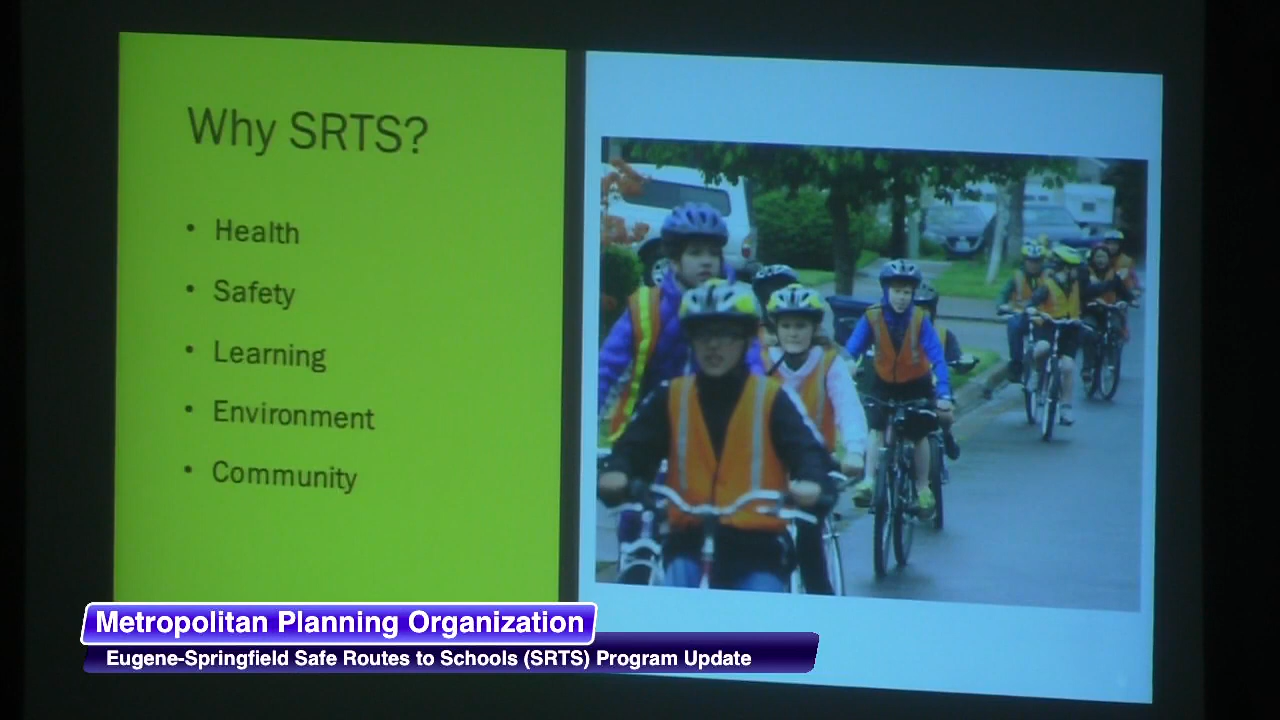 Why SRTS?
• Health
• Safety
• Learning
• Environment
• Community
Metropolitan Planning Organization
Eugene-Springfield Safe Routes to Schools (SRTS) Program Update